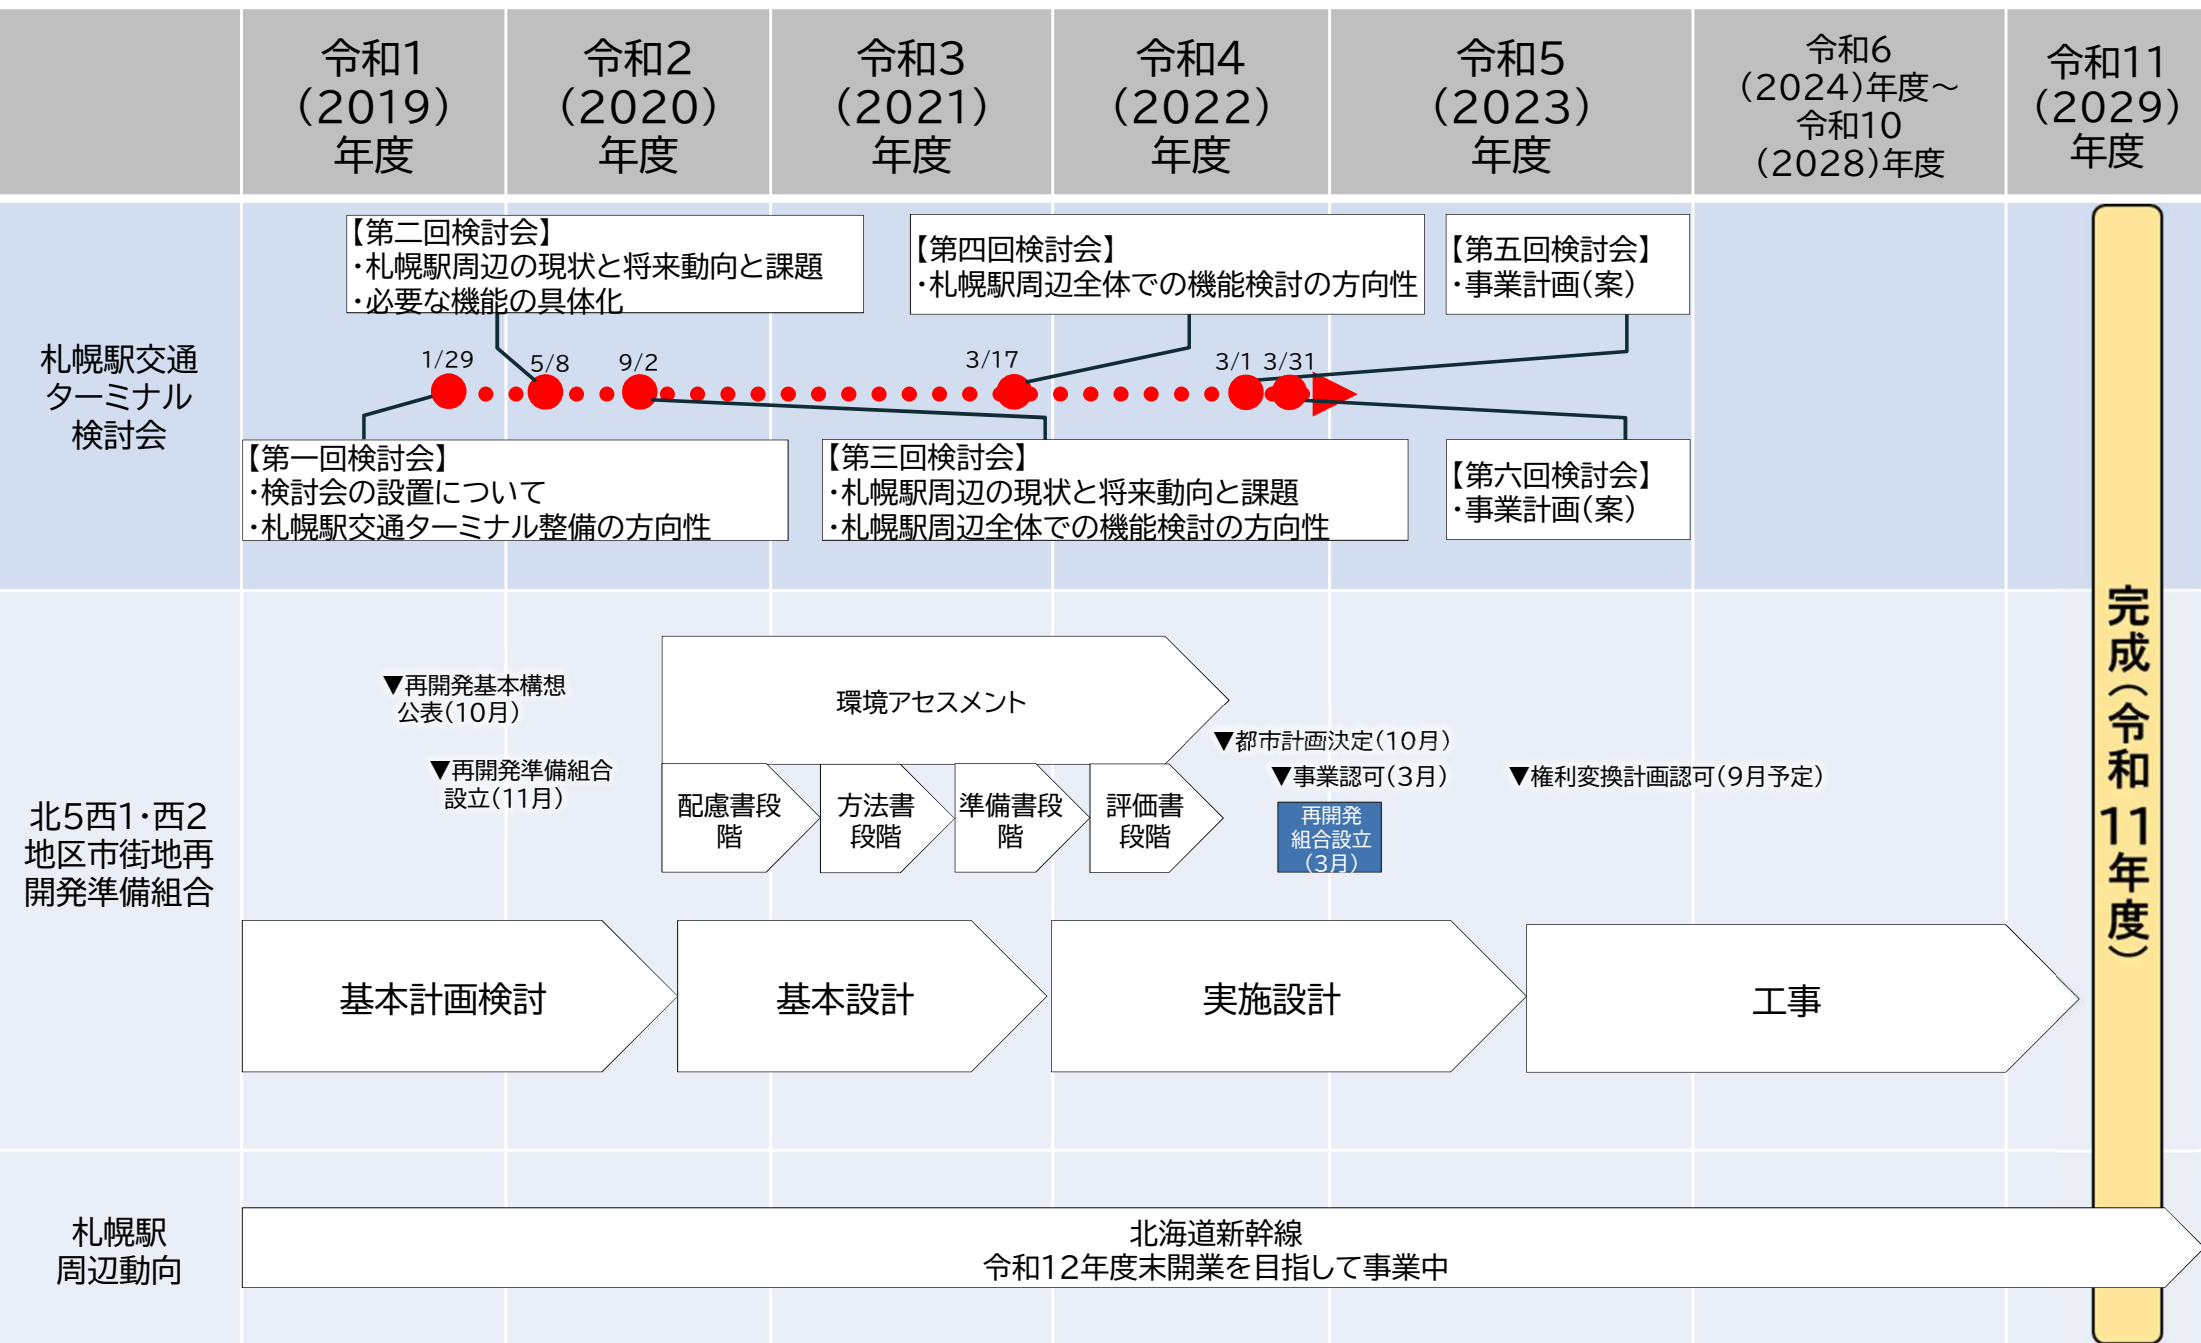 令和1
（2019）
年度
令和2
（2020）
年度
令和3
（2021）
年度
令和4
（2022）
年度
令和5
（2023）
年度
令和6
（2024）年度～
令和10
（2028）年度
令和11
（2029）
年度
札幌駅交通
ターミナル
検討会
【第二回検討会】
・札幌駅周辺の現状と将来動向と課題
・必要な機能の具体化
【第四回検討会】
・札幌駅周辺全体での機能検討の方向性
【第五回検討会】
・事業計画（案）
1/29
5/8
9/2
3/17
3/1
3/31
【第一回検討会】
・検討会の設置について
・札幌駅交通ターミナル整備の方向性
【第三回検討会】
・札幌駅周辺の現状と将来動向と課題
・札幌駅周辺全体での機能検討の方向性
【第六回検討会】
・事業計画（案）
北5西1・西2
地区市街地再
開発準備組合
▼再開発基本構想
公表（10月）
▼再開発準備組合
設立（11月）
環境アセスメント
配慮書段
階
方法書
段階
準備書段
階
評価書
段階
▼都市計画決定（10月）
▼事業認可（3月）
再開発
組合設立
（3月）
▼権利変換計画認可（9月予定）
基本計画検討
基本設計
実施設計
工事
完成（令和11年度）
札幌駅
周辺動向
北海道新幹線
令和12年度末開業を目指して事業中